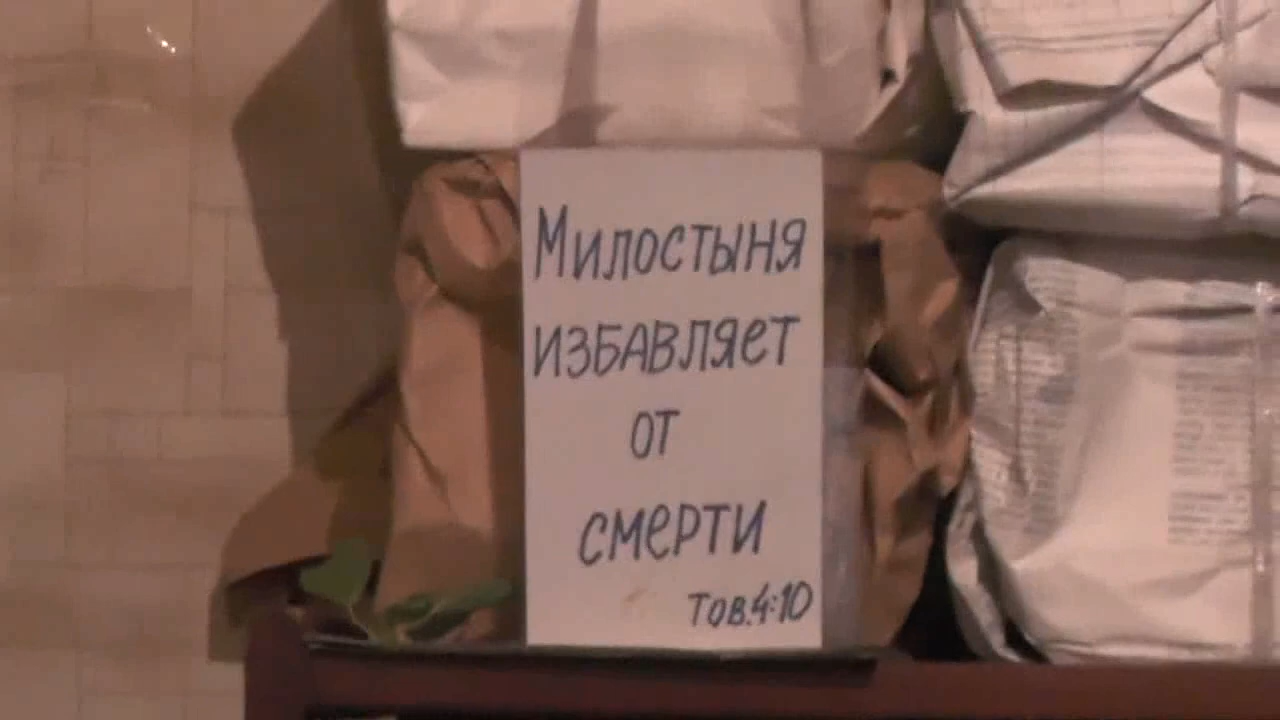 Милостыня
избавляет
от
смерти
Тов.4:10